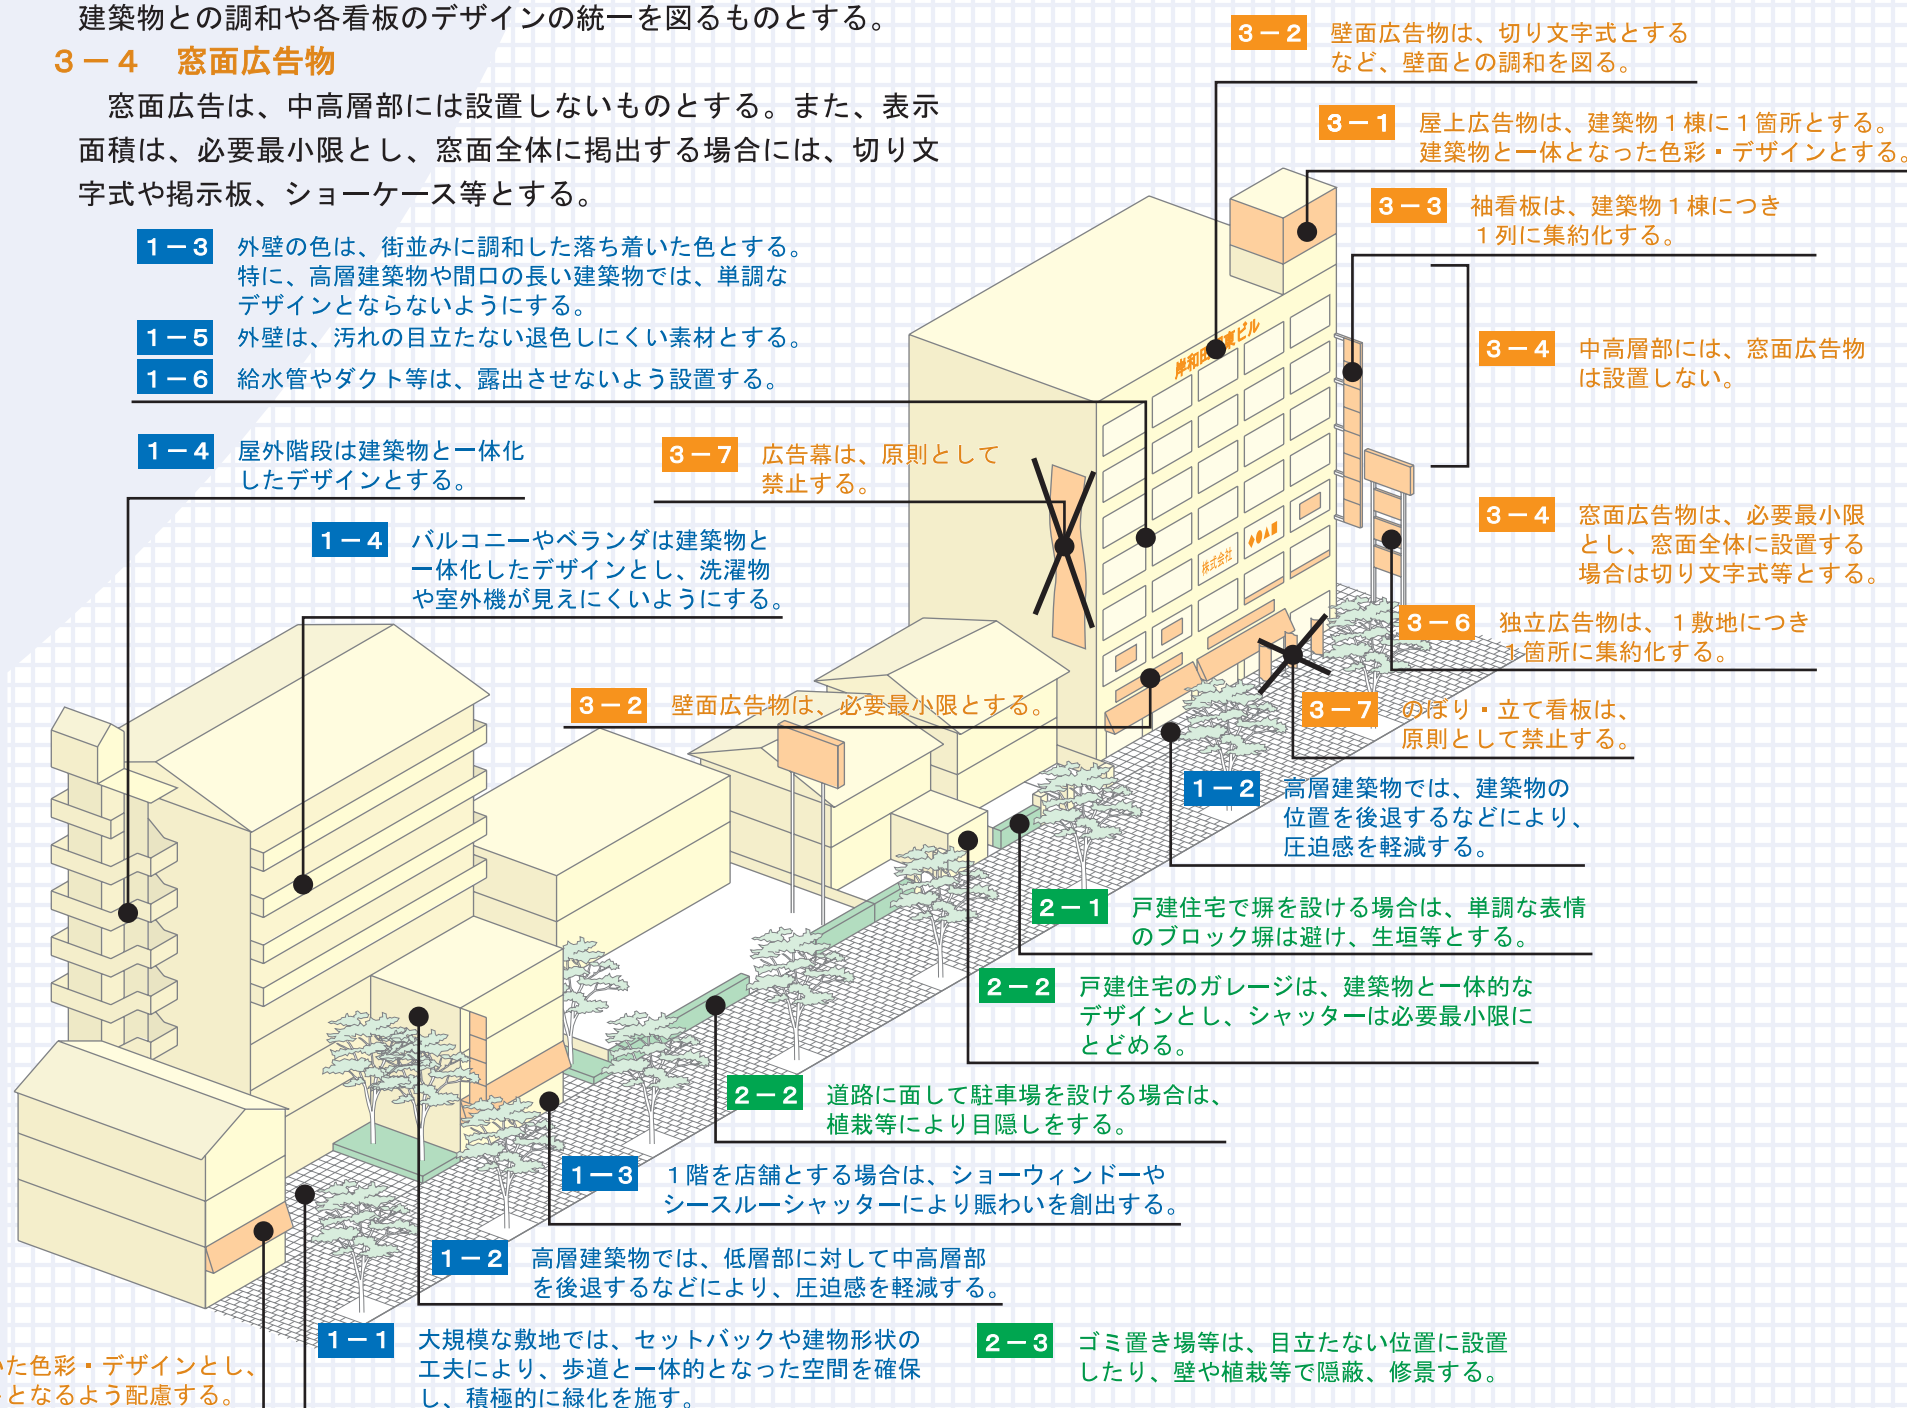 建築物との調和や各看板のデザインの統一を図るものとする。
3－4　窓面広告物
　窓面広告は、中高層部には設置しないものとする。また、表示
面積は、必要最小限とし、窓面全体に掲出する場合には、切り文
字式や掲示板、ショーケース等とする。
3－2 壁面広告物は、切り文字式とする
など、壁面との調和を図る。
3－1 屋上広告物は、建築物１棟に１箇所とする。
建築物と一体となった色彩・デザインとする。
3－3 袖看板は、建築物１棟につき
１列に集約化する。
1－3 外壁の色は、街並みに調和した落ち着いた色とする。
特に、高層建築物や間口の長い建築物では、単調な
デザインとならないようにする。
1－5 外壁は、汚れの目立たない退色しにくい素材とする。
1－6 給水管やダクト等は、露出させないよう設置する。
3－4 中高層部には、窓面広告物
は設置しない。
岸和田
東ビル
1－4 屋外階段は建築物と一体化
したデザインとする。
3－7 広告幕は、原則として
禁止する。
3－4 窓面広告物は、必要最小限
とし、窓面全体に設置する
場合は切り文字式等とする。
株式会社
1－4 バルコニーやベランダは建築物と
一体化したデザインとし、洗濯物
や室外機が見えにくいようにする。
3－6 独立広告物は、１敷地につき
１箇所に集約化する。
3－2 壁面広告物は、必要最小限とする。
3－7 のぼり・立て看板は、
原則として禁止する。
1－2 高層建築物では、建築物の
位置を後退するなどにより、
圧迫感を軽減する。
2－1 戸建住宅で塀を設ける場合は、単調な表情
のブロック塀は避け、生垣等とする。
2－2 戸建住宅のガレージは、建築物と一体的な
デザインとし、シャッターは必要最小限に
とどめる。
2－2 道路に面して駐車場を設ける場合は、
植栽等により目隠しをする。
1－3 １階を店舗とする場合は、ショーウィンドーや
シースルーシャッターにより賑わいを創出する。
1－2 高層建築物では、低層部に対して中高層部
を後退するなどにより、圧迫感を軽減する。
1－1 大規模な敷地では、セットバックや建物形状の
工夫により、歩道と一体的となった空間を確保
し、積極的に緑化を施す。
2－3 ゴミ置き場等は、目立たない位置に設置
したり、壁や植栽等で隠蔽、修景する。
いた色彩・デザインとし、
となるよう配慮する。